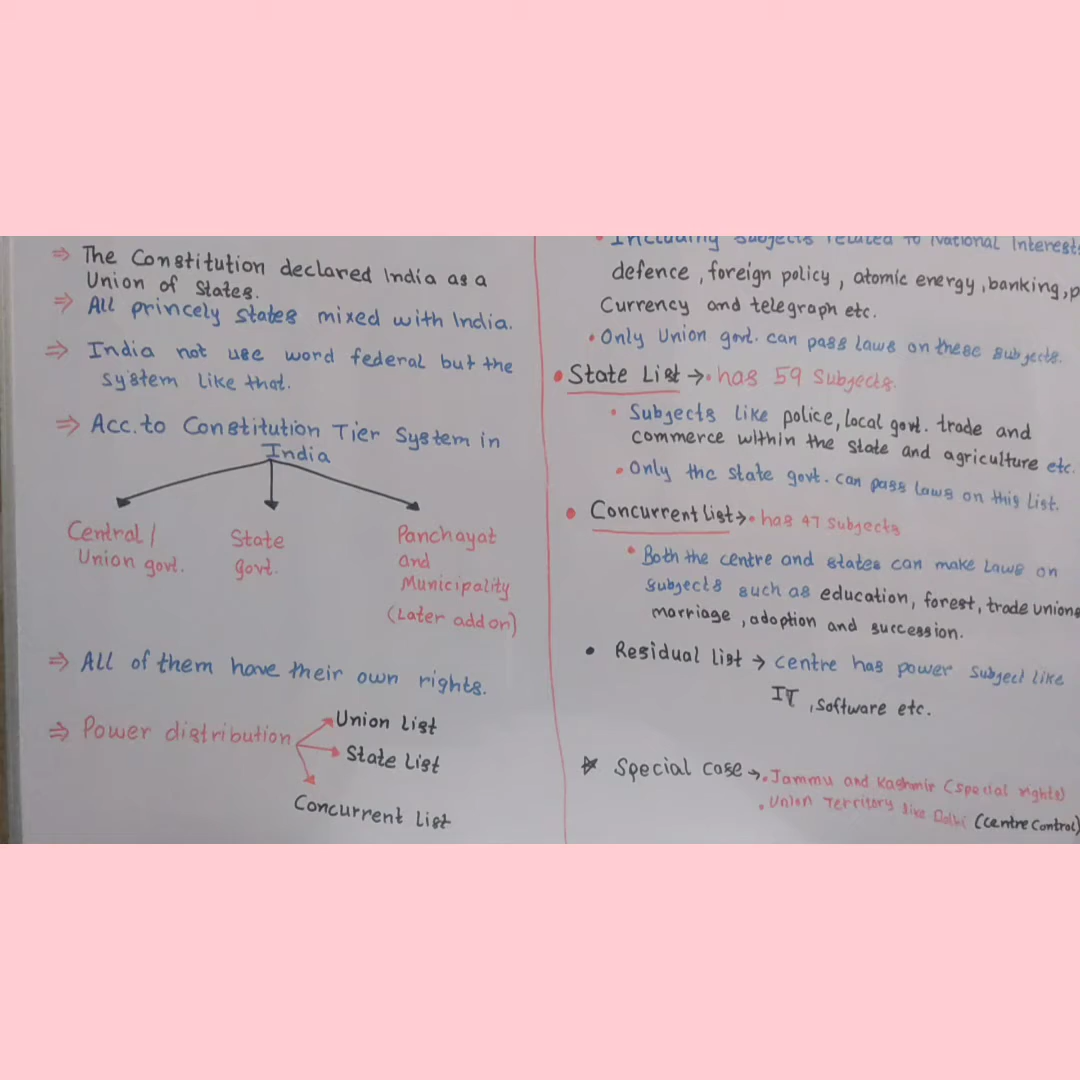 ⇒ The Constitution declared India as a
Union of States.
⇒ All princely states mixed with India.
⇒ India not use word federal but the
system like that.
⇒ Acc. to Constitution Tier System in
India
Central/
Union govt.
State
govt.
Panchayat
and
Municipality
(Later add on)
⇒ All of them have their own rights.
⇒ Power distribution
Union List
State List
Concurrent List
• Including subjects related to National Interests
defence, foreign policy, atomic energy, banking,
Currency and telegraph etc.
• Only Union govt. can pass laws on these subjects.
• State List → • has 59 Subjects.
• Subjects like police, local govt. trade and
commerce within the state and agriculture etc.
• Only the state govt. can pass laws on this list.
• Concurrent list → • has 47 subjects
• Both the centre and states can make laws on
subjects such as education, forest, trade unions
marriage, adoption and succession.
• Residual list → centre has power subject like
IT, software etc.
* Special case → • Jammu and Kashmir (special rights)
• Union Territory like Delhi (centre control)